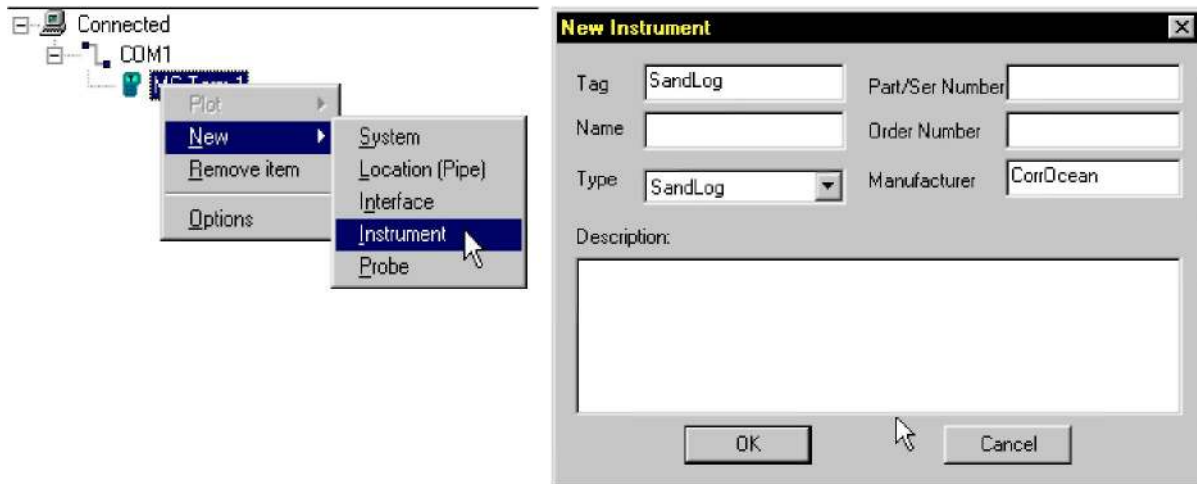 Connected
COM1
Plot
New
Remove item
Options
System
Location (Pipe)
Interface
Instrument
Probe
New Instrument
Tag SandLog Part/Ser Number
Name Order Number
Type SandLog Manufacturer CorrOcean
Description:
OK Cancel